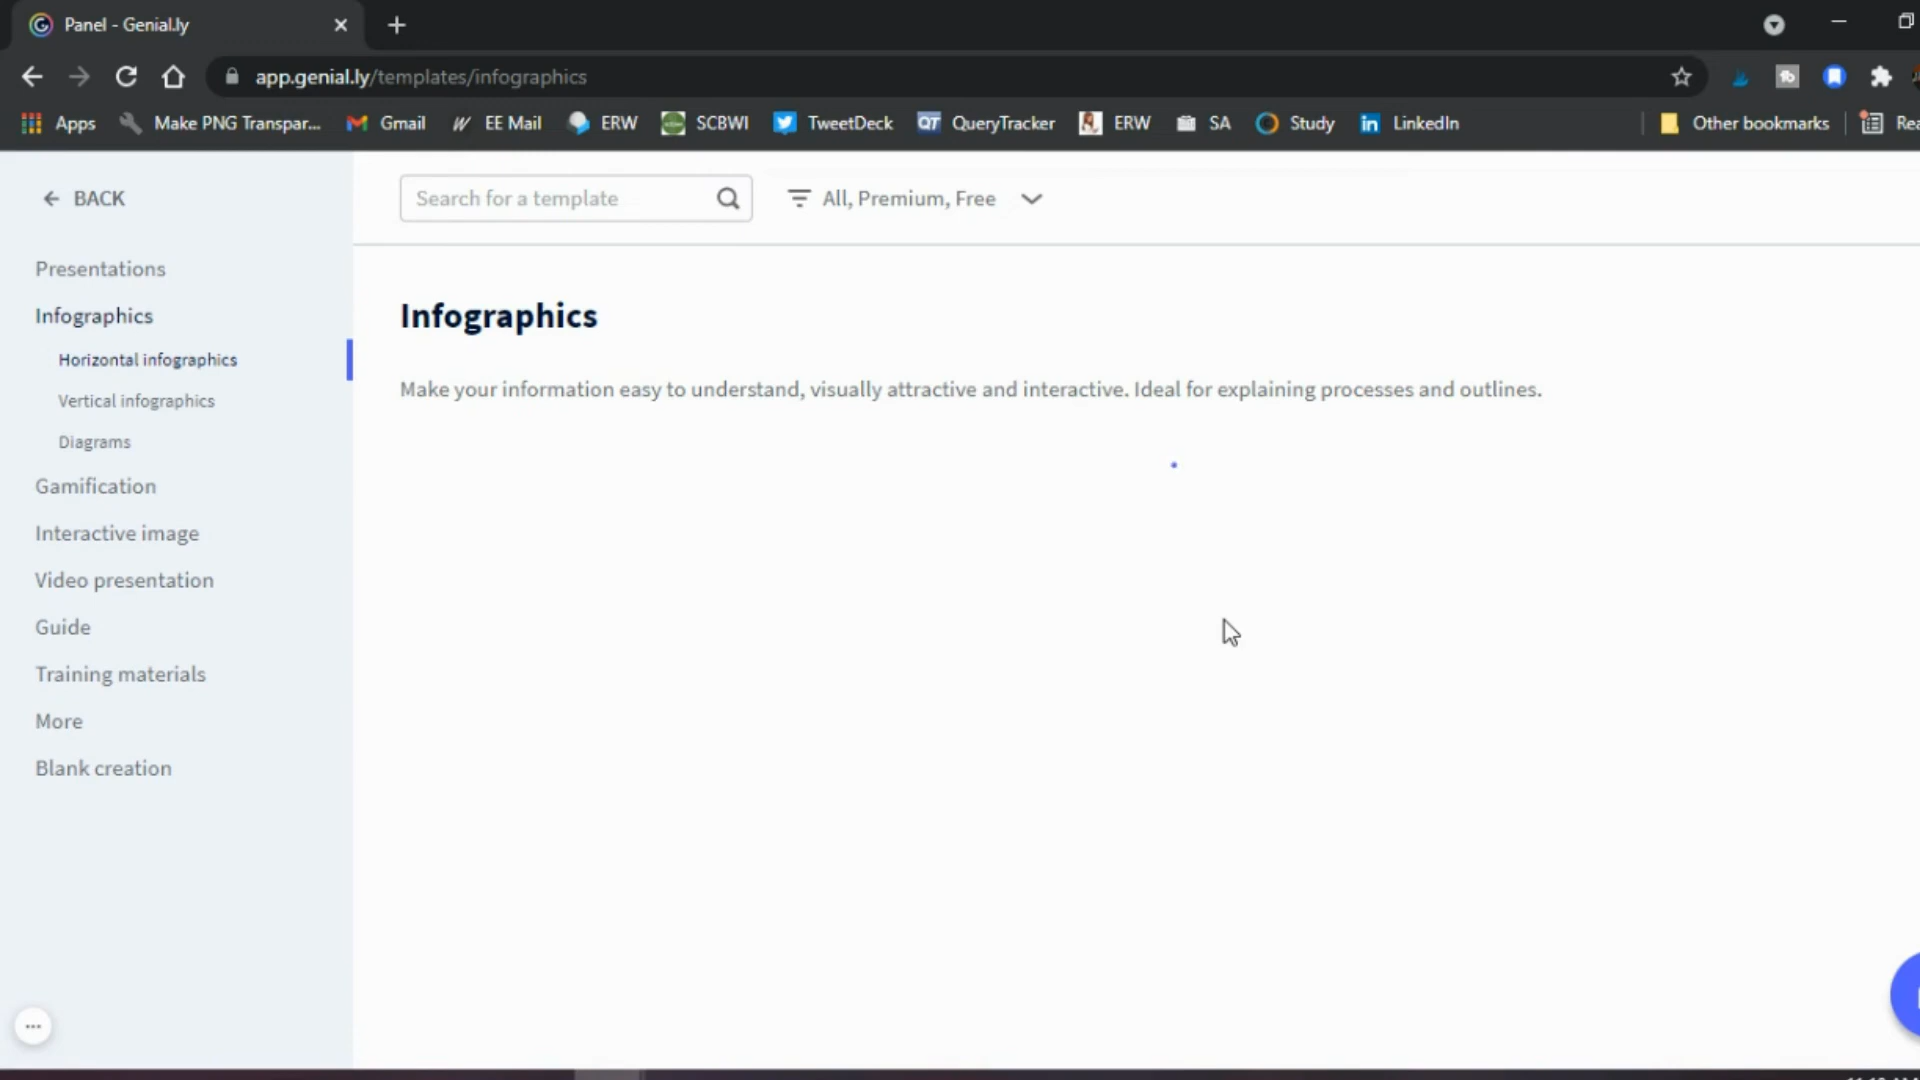 Panel - Genial.ly
app.genial.ly/templates/infographics
Apps
Make PNG Transpar...
Gmail
EE Mail
ERW
SCBWI
TweetDeck
QT QueryTracker
ERW
SA
Study
in LinkedIn
Other bookmarks
BACK
Search for a template
All, Premium, Free
Presentations
Infographics
Horizontal infographics
Vertical infographics
Diagrams
Gamification
Interactive image
Video presentation
Guide
Training materials
More
Blank creation
Infographics
Make your information easy to understand, visually attractive and interactive. Ideal for explaining processes and outlines.